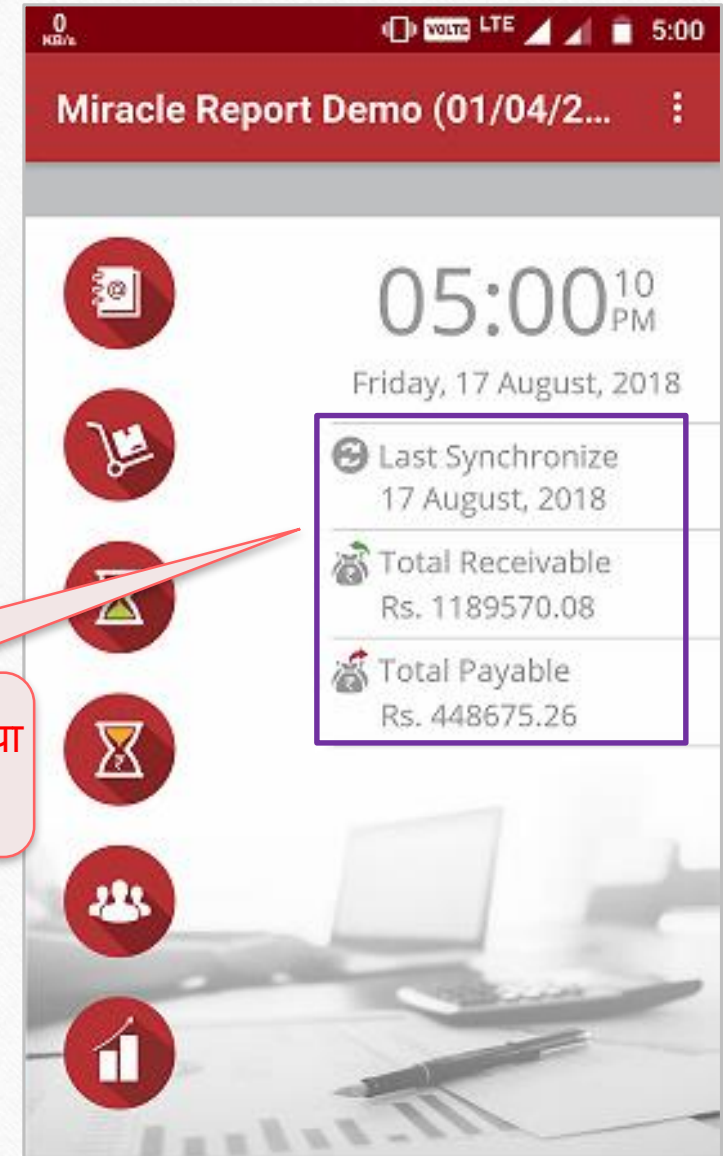 0
KB/s
VOLTE LTE 5:00
Miracle Report Demo (01/04/2...
05:00 10 PM
Friday, 17 August, 2018
Last Synchronize
17 August, 2018
Total Receivable
Rs. 1189570.08
Total Payable
Rs. 448675.26